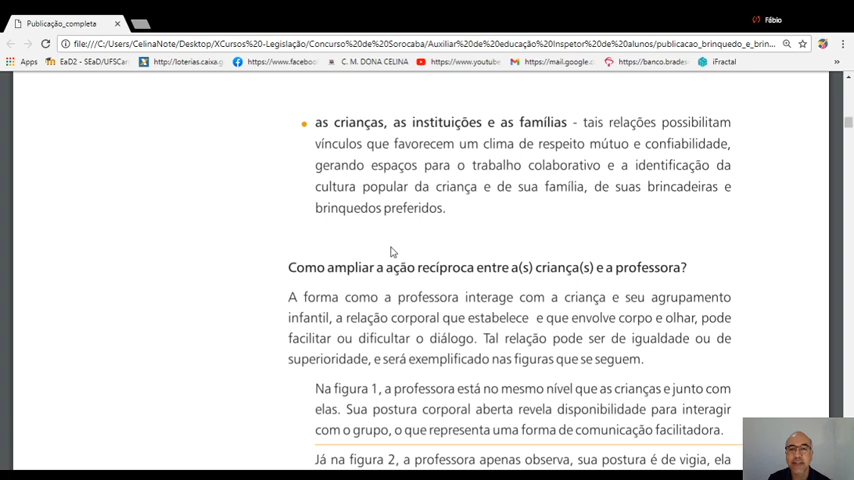 Publicação_completa
Fábio
file:///C:/Users/CelinaNote/Desktop/XCursos%20-Legislação/Concurso%20de%20Sorocaba/Auxiliar%20de%20educação%20Inspetor%20de%20alunos/publicacao_brinquedo_e_brin...
Apps
EaD2 - SEaD/UFSCar
http://loterias.caixa.g
https://www.faceboo
C. M. DONA CELINA
https://www.youtube
https://mail.google.c
https://banco.brades
iFractal
»
as crianças, as instituições e as famílias - tais relações possibilitam
vínculos que favorecem um clima de respeito mútuo e confiabilidade,
gerando espaços para o trabalho colaborativo e a identificação da
cultura popular da criança e de sua família, de suas brincadeiras e
brinquedos preferidos.
Como ampliar a ação recíproca entre a(s) criança(s) e a professora?
A forma como a professora interage com a criança e seu agrupamento
infantil, a relação corporal que estabelece e que envolve corpo e olhar, pode
facilitar ou dificultar o diálogo. Tal relação pode ser de igualdade ou de
superioridade, e será exemplificado nas figuras que se seguem.
Na figura 1, a professora está no mesmo nível que as crianças e junto com
elas. Sua postura corporal aberta revela disponibilidade para interagir
com o grupo, o que representa uma forma de comunicação facilitadora.
Já na figura 2, a professora apenas observa, sua postura é de vigia, ela